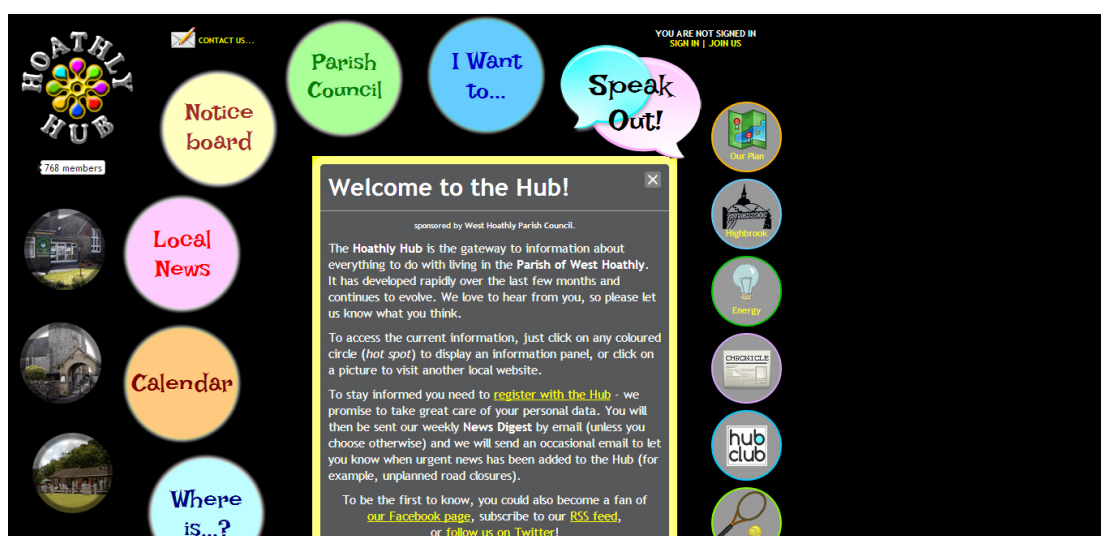 HOATHLY
HUB
CONTACT US...
YOU ARE NOT SIGNED IN
SIGN IN | JOIN US
Parish
Council
I Want
to...
Speak
Out!
Notice
board
768 members
Local
News
Calendar
Where
is...?
Welcome to the Hub!
sponsored by West Hoathly Parish Council.
The Hoathly Hub is the gateway to information about
everything to do with living in the Parish of West Hoathly.
It has developed rapidly over the last few months and
continues to evolve. We love to hear from you, so please let
us know what you think.
To access the current information, just click on any coloured
circle (hot spot) to display an information panel, or click on
a picture to visit another local website.
To stay informed you need to register with the Hub - we
promise to take great care of your personal data. You will
then be sent our weekly News Digest by email (unless you
choose otherwise) and we will send an occasional email to let
you know when urgent news has been added to the Hub (for
example, unplanned road closures).
To be the first to know, you could also become a fan of
our Facebook page, subscribe to our RSS feed,
or follow us on Twitter!
Our Plan
Highbrook
Energy
CHRONICLE
hub
club